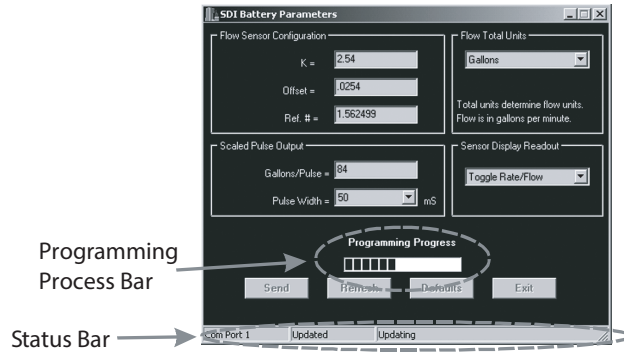 SDI Battery Parameters
Flow Sensor Configuration
K = 2.54
Offset = .0254
Ref. # = 1.562499
Flow Total Units
Gallons
Total units determine flow units.
Flow is in gallons per minute.
Scaled Pulse Output
Gallons/Pulse = 84
Pulse Width = 50 mS
Sensor Display Readout
Toggle Rate/Flow
Programming Progress
Programming
Process Bar
Send Refresh Defaults Exit
Status Bar
Com Port 1 Updated Updating